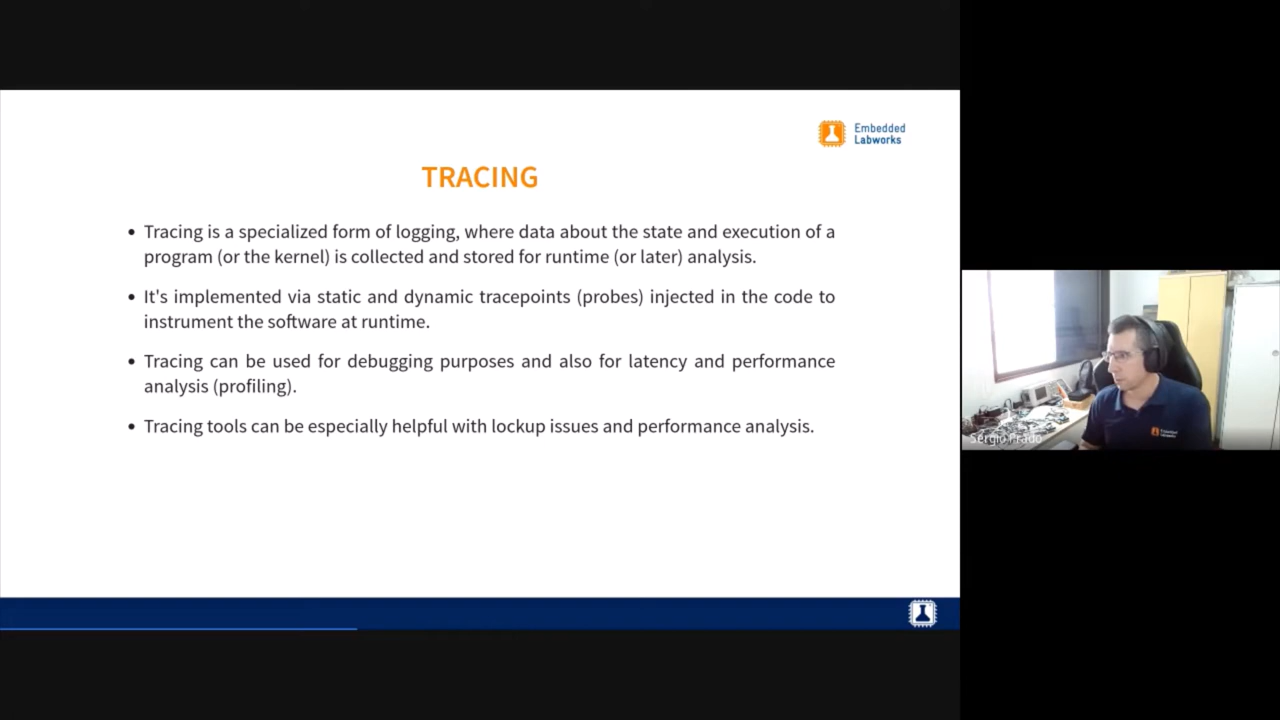 Embedded
Labworks
TRACING
• Tracing is a specialized form of logging, where data about the state and execution of a
program (or the kernel) is collected and stored for runtime (or later) analysis.
• It's implemented via static and dynamic tracepoints (probes) injected in the code to
instrument the software at runtime.
• Tracing can be used for debugging purposes and also for latency and performance
analysis (profiling).
• Tracing tools can be especially helpful with lockup issues and performance analysis.
Sergio Prado
Embedded
Labworks